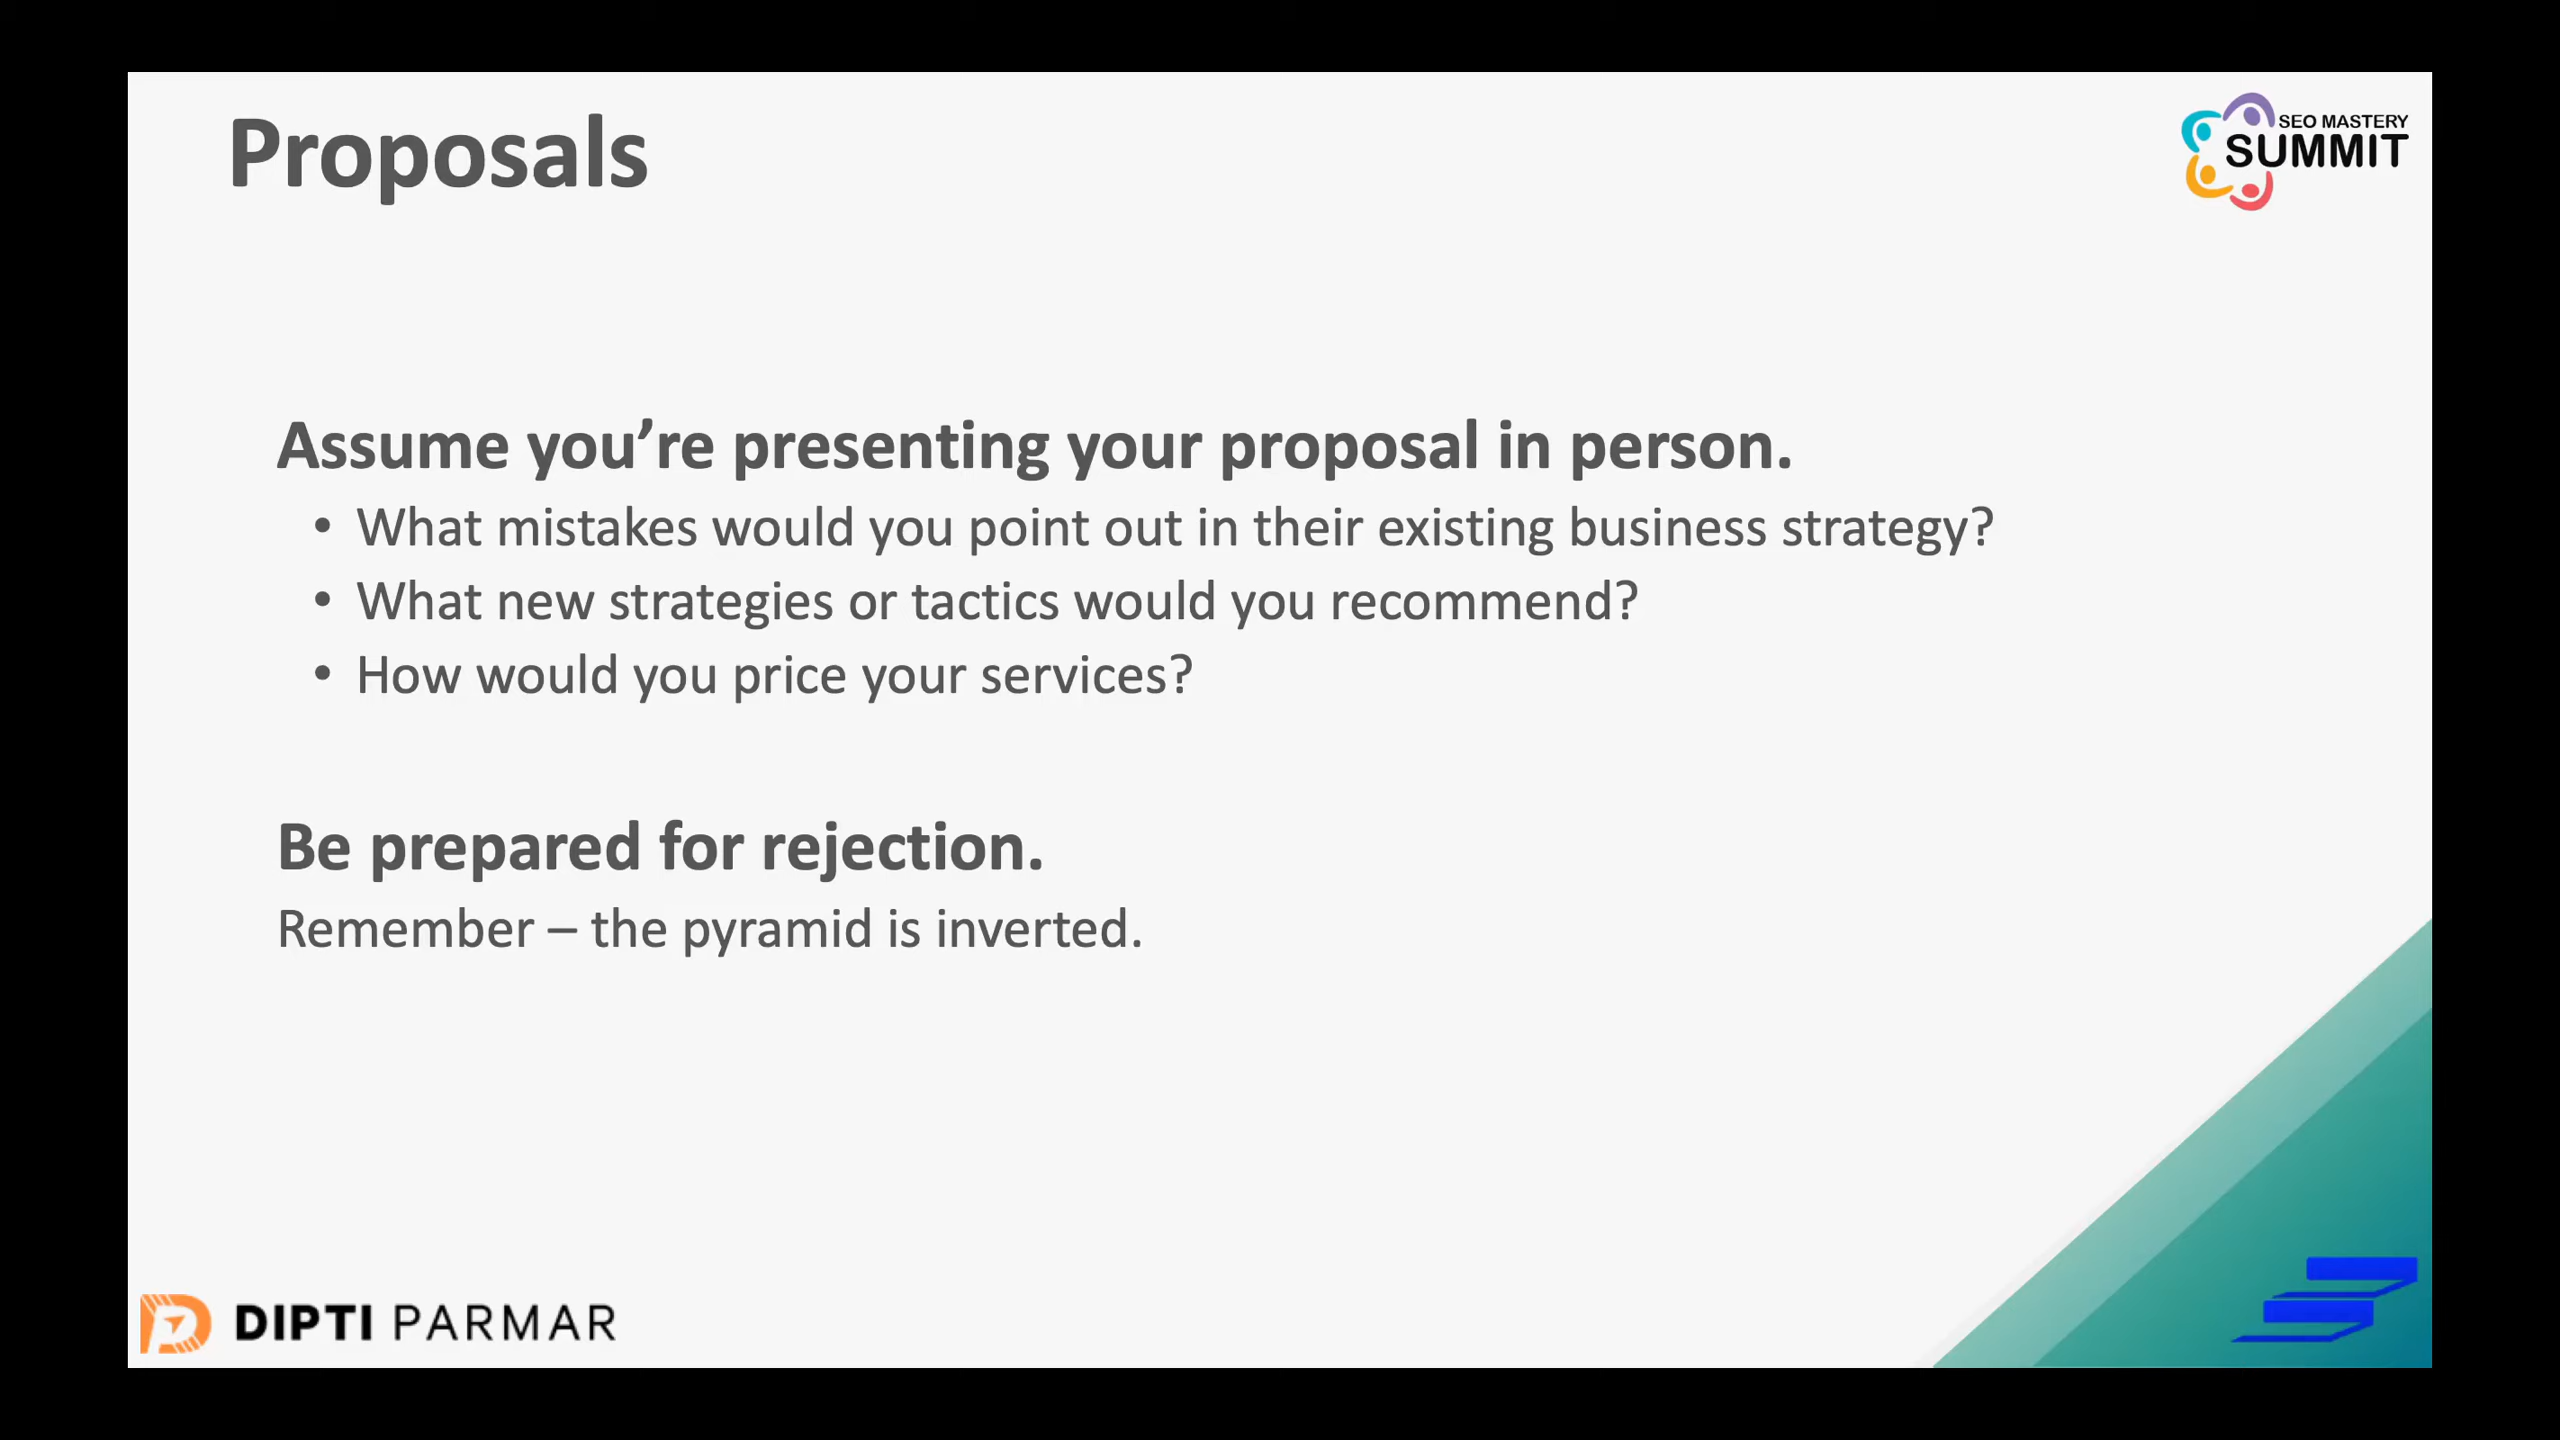 Proposals
SEO MASTERY
SUMMIT
Assume you’re presenting your proposal in person.
• What mistakes would you point out in their existing business strategy?
• What new strategies or tactics would you recommend?
• How would you price your services?
Be prepared for rejection.
Remember – the pyramid is inverted.
DIPTI PARMAR